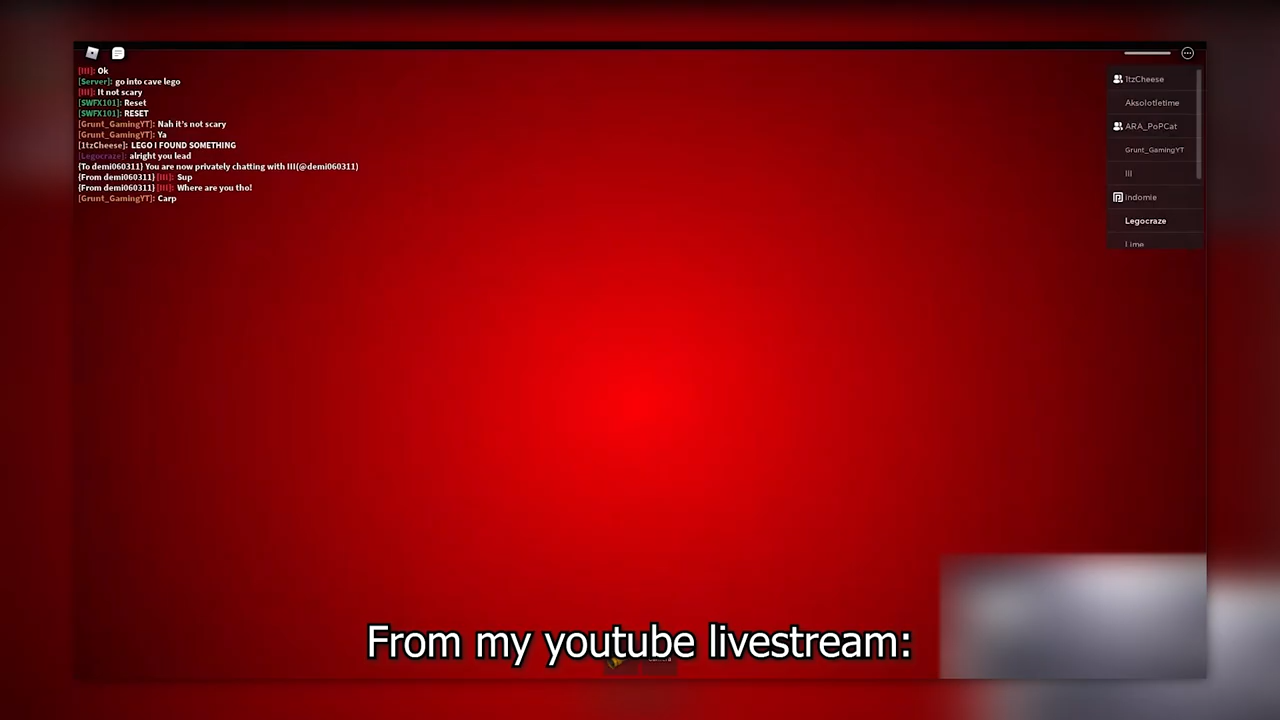 [III]: Ok
[Server]: go into cave lego
[III]: It not scary
[SWFX101]: Reset
[SWFX101]: RESET
[Grunt_GamingYT]: Nah it's not scary
[Grunt_GamingYT]: Ya
[1tzCheese]: LEGO I FOUND SOMETHING
[Legocraze]: alright you lead
{To demi060311} You are now privately chatting with III(@demi060311)
{From demi060311} [III]: Sup
{From demi060311} [III]: Where are you tho!
[Grunt_GamingYT]: Carp
1tzCheese
Aksolotletime
ARA_PoPCat
Grunt_GamingYT
III
indomie
Legocraze
Lime
From my youtube livestream: